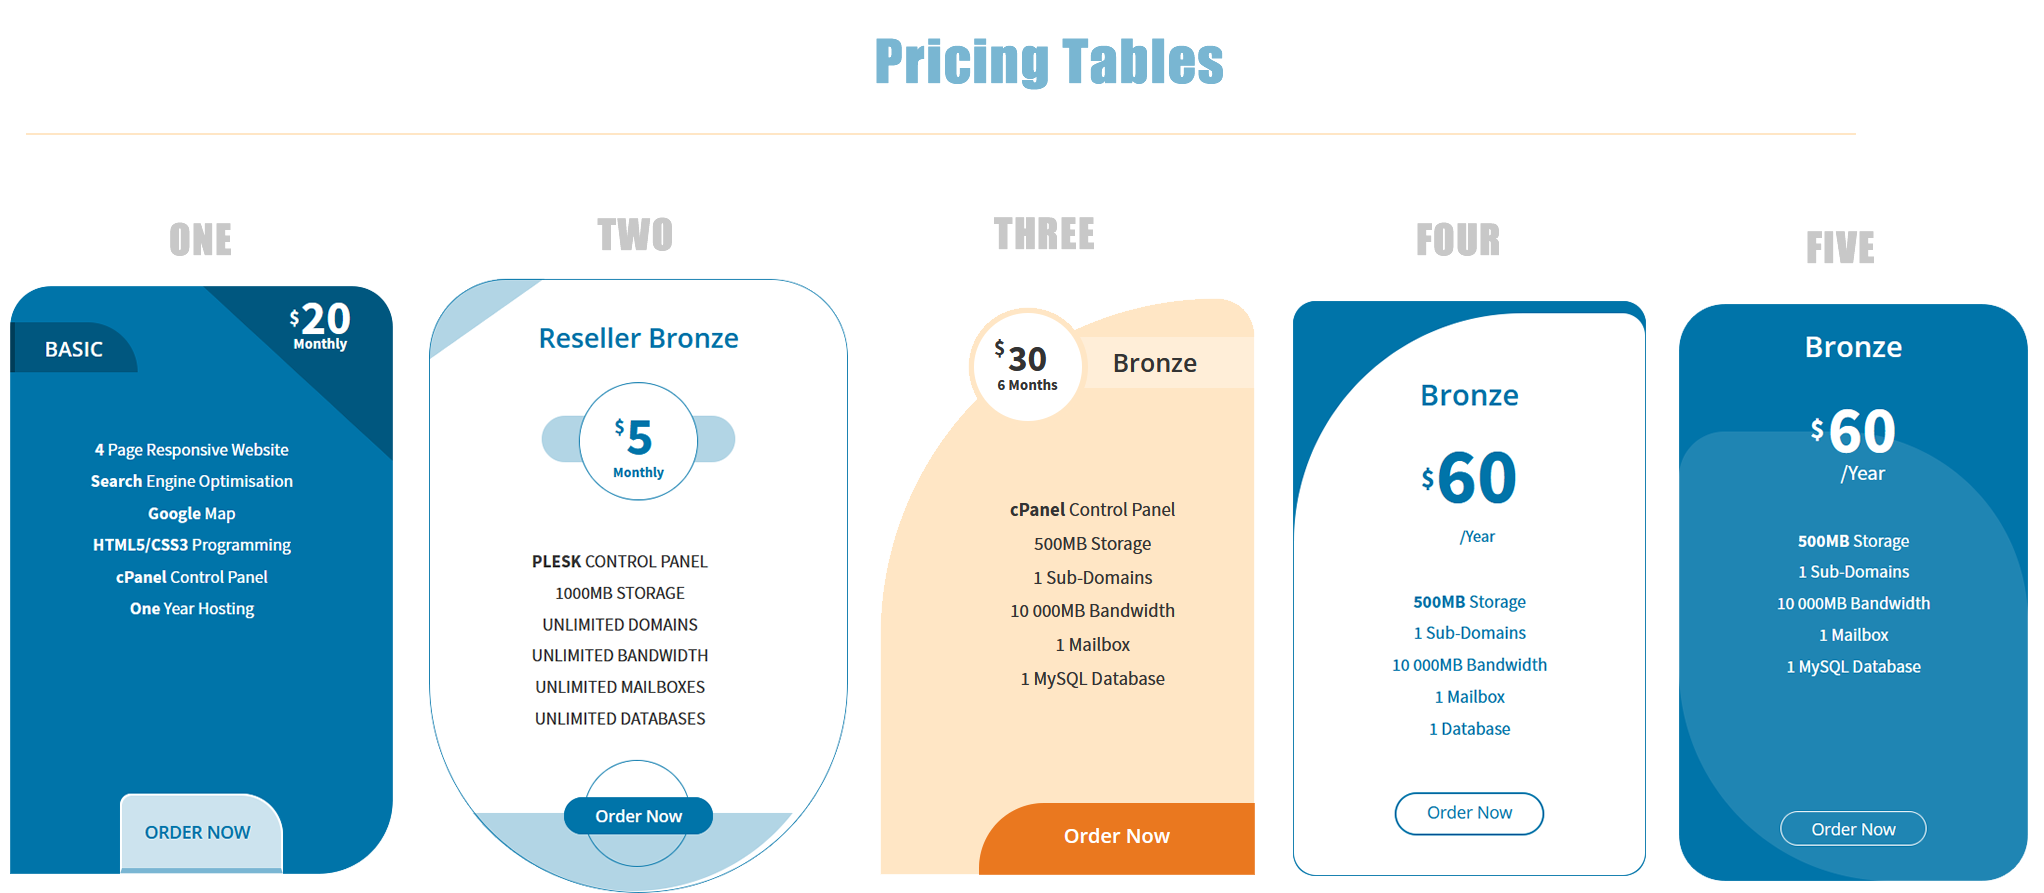 Pricing Tables
ONE
$20
Monthly
BASIC
4 Page Responsive Website
Search Engine Optimisation
Google Map
HTML5/CSS3 Programming
cPanel Control Panel
One Year Hosting
ORDER NOW
TWO
Reseller Bronze
$5
Monthly
PLESK CONTROL PANEL
1000MB STORAGE
UNLIMITED DOMAINS
UNLIMITED BANDWIDTH
UNLIMITED MAILBOXES
UNLIMITED DATABASES
Order Now
THREE
$30
6 Months
Bronze
cPanel Control Panel
500MB Storage
1 Sub-Domains
10 000MB Bandwidth
1 Mailbox
1 MySQL Database
Order Now
FOUR
Bronze
$60
/Year
500MB Storage
1 Sub-Domains
10 000MB Bandwidth
1 Mailbox
1 Database
Order Now
FIVE
Bronze
$60
/Year
500MB Storage
1 Sub-Domains
10 000MB Bandwidth
1 Mailbox
1 MySQL Database
Order Now